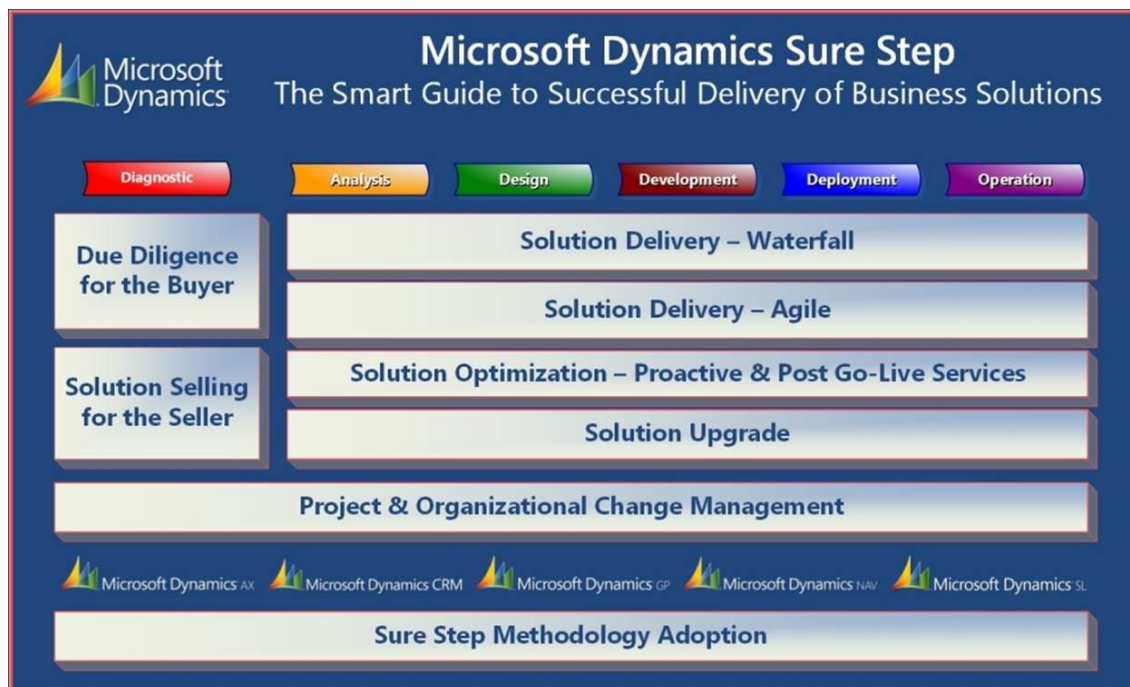 Microsoft
Dynamics
Microsoft Dynamics Sure Step
The Smart Guide to Successful Delivery of Business Solutions
Diagnostic
Analysis
Design
Development
Deployment
Operation
Due Diligence
for the Buyer
Solution Selling
for the Seller
Solution Delivery – Waterfall
Solution Delivery – Agile
Solution Optimization – Proactive & Post Go-Live Services
Solution Upgrade
Project & Organizational Change Management
Microsoft Dynamics AX
Microsoft Dynamics CRM
Microsoft Dynamics GP
Microsoft Dynamics NAV
Microsoft Dynamics SL
Sure Step Methodology Adoption